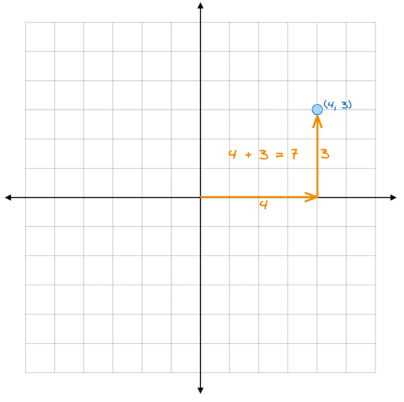 (4, 3)
4 + 3 = 7
3
4